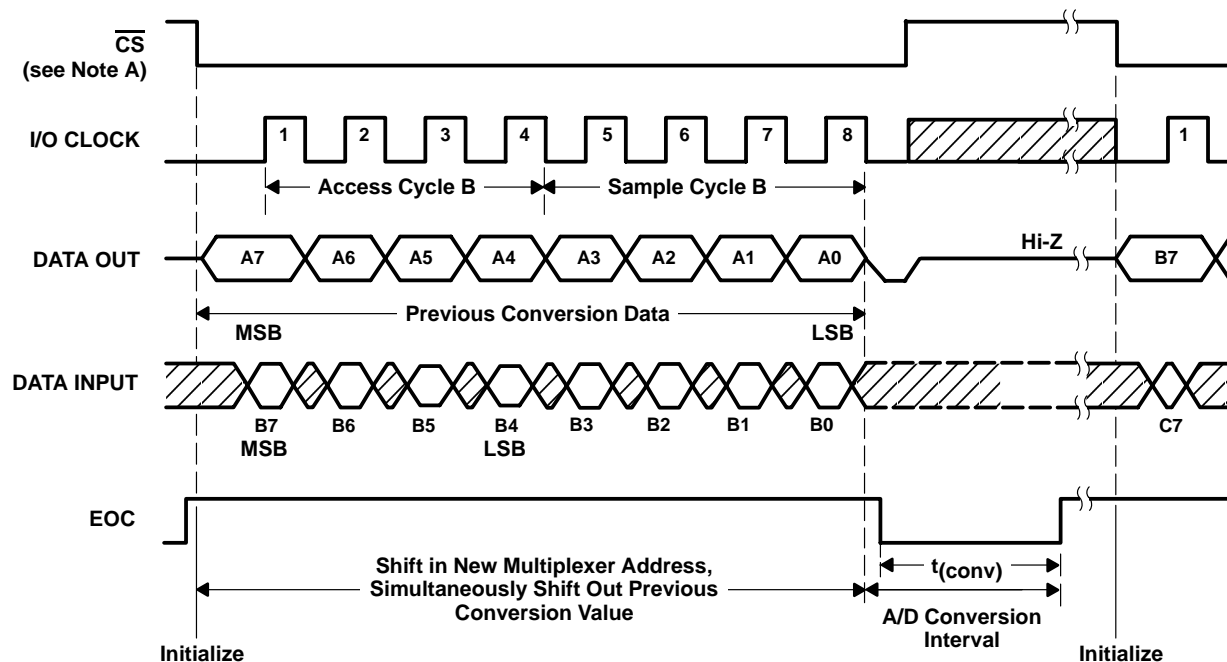 CS
(see Note A)
I/O CLOCK
1 2 3 4 5 6 7 8 1
Access Cycle B Sample Cycle B
DATA OUT
A7 A6 A5 A4 A3 A2 A1 A0 Hi-Z B7
Previous Conversion Data
MSB LSB
DATA INPUT
B7 B6 B5 B4 B3 B2 B1 B0 C7
MSB LSB
EOC
Shift in New Multiplexer Address,
Simultaneously Shift Out Previous
Conversion Value
t(conv)
A/D Conversion
Interval
Initialize Initialize